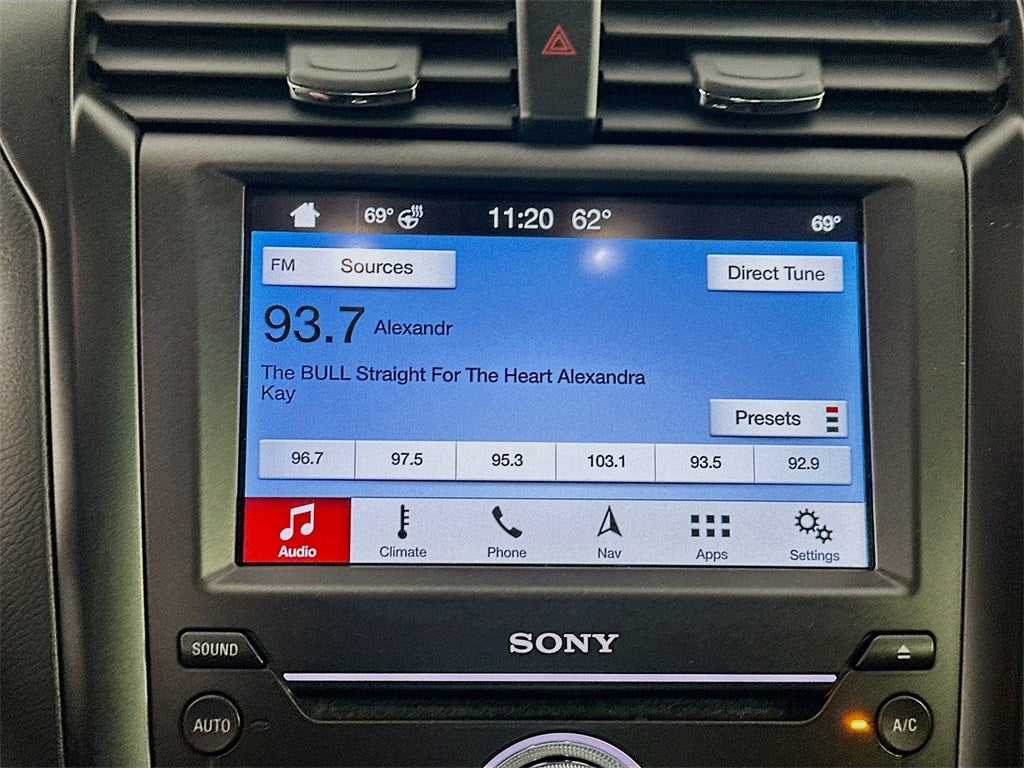 69° 11:20 62° 69°
FM Sources Direct Tune
93.7 Alexandr
The BULL Straight For The Heart Alexandra
Kay
Presets
96.7 97.5 95.3 103.1 93.5 92.9
Audio Climate Phone Nav Apps Settings
SONY
SOUND
AUTO A/C